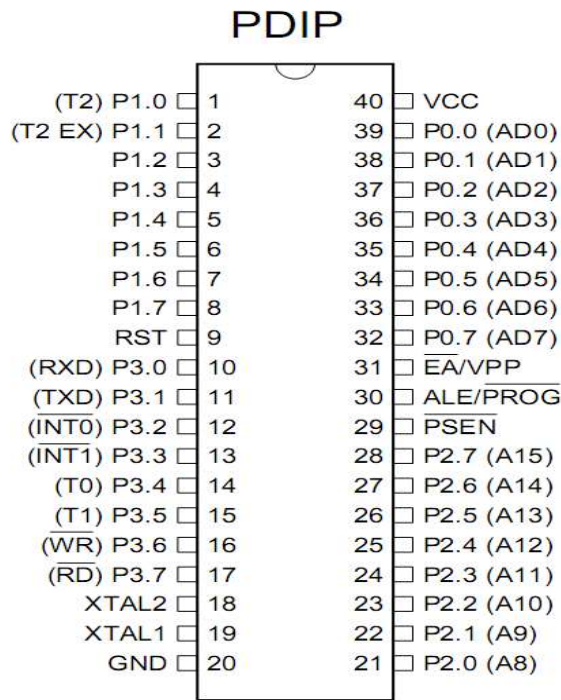 PDIP
(T2) P1.0 1 40 VCC
(T2 EX) P1.1 2 39 P0.0 (AD0)
P1.2 3 38 P0.1 (AD1)
P1.3 4 37 P0.2 (AD2)
P1.4 5 36 P0.3 (AD3)
P1.5 6 35 P0.4 (AD4)
P1.6 7 34 P0.5 (AD5)
P1.7 8 33 P0.6 (AD6)
RST 9 32 P0.7 (AD7)
(RXD) P3.0 10 31 E̅A̅/VPP
(TXD) P3.1 11 30 ALE/P̅R̅O̅G̅
(I̅N̅T̅0̅) P3.2 12 29 P̅S̅E̅N̅
(I̅N̅T̅1̅) P3.3 13 28 P2.7 (A15)
(T0) P3.4 14 27 P2.6 (A14)
(T1) P3.5 15 26 P2.5 (A13)
(W̅R̅) P3.6 16 25 P2.4 (A12)
(R̅D̅) P3.7 17 24 P2.3 (A11)
XTAL2 18 23 P2.2 (A10)
XTAL1 19 22 P2.1 (A9)
GND 20 21 P2.0 (A8)